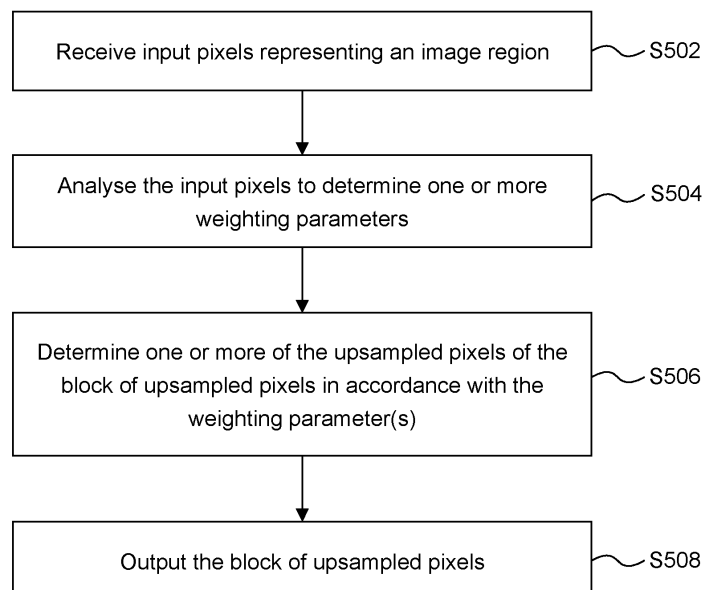 Receive input pixels representing an image region
S502
Analyse the input pixels to determine one or more
weighting parameters
S504
Determine one or more of the upsampled pixels of the
block of upsampled pixels in accordance with the
weighting parameter(s)
S506
Output the block of upsampled pixels
S508